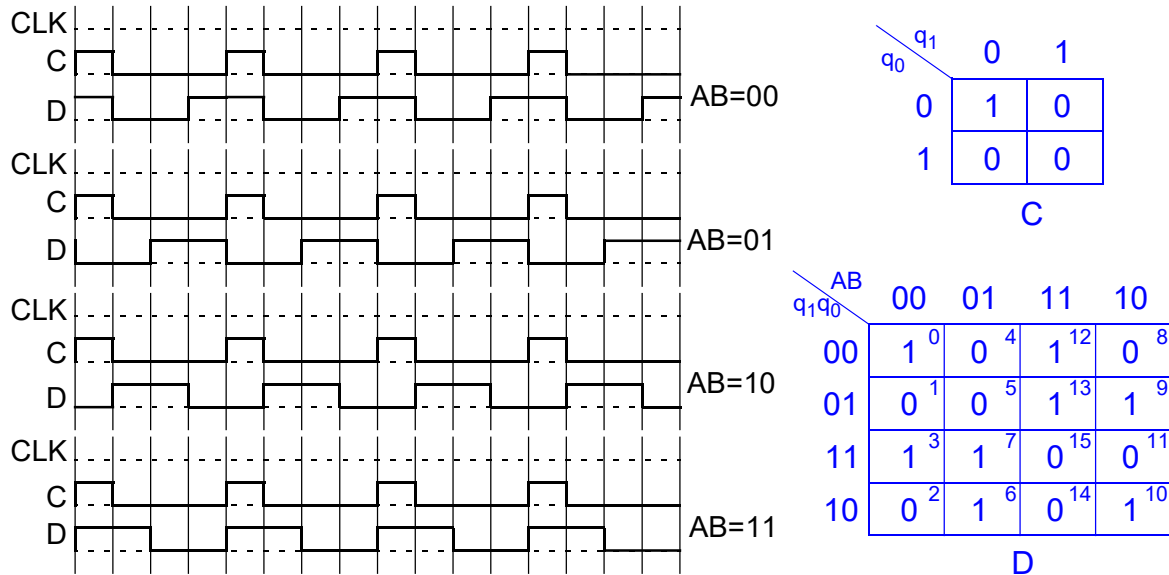 CLK
C
D
AB=00
CLK
C
D
AB=01
CLK
C
D
AB=10
CLK
C
D
AB=11
q1
q0
0 1
0 1 0
1 0 0
C
AB
q1q0
00 01 11 10
00 1 0 0 4 1 12 0 8
01 0 1 0 5 1 13 1 9
11 1 3 1 7 0 15 0 11
10 0 2 1 6 0 14 1 10
D